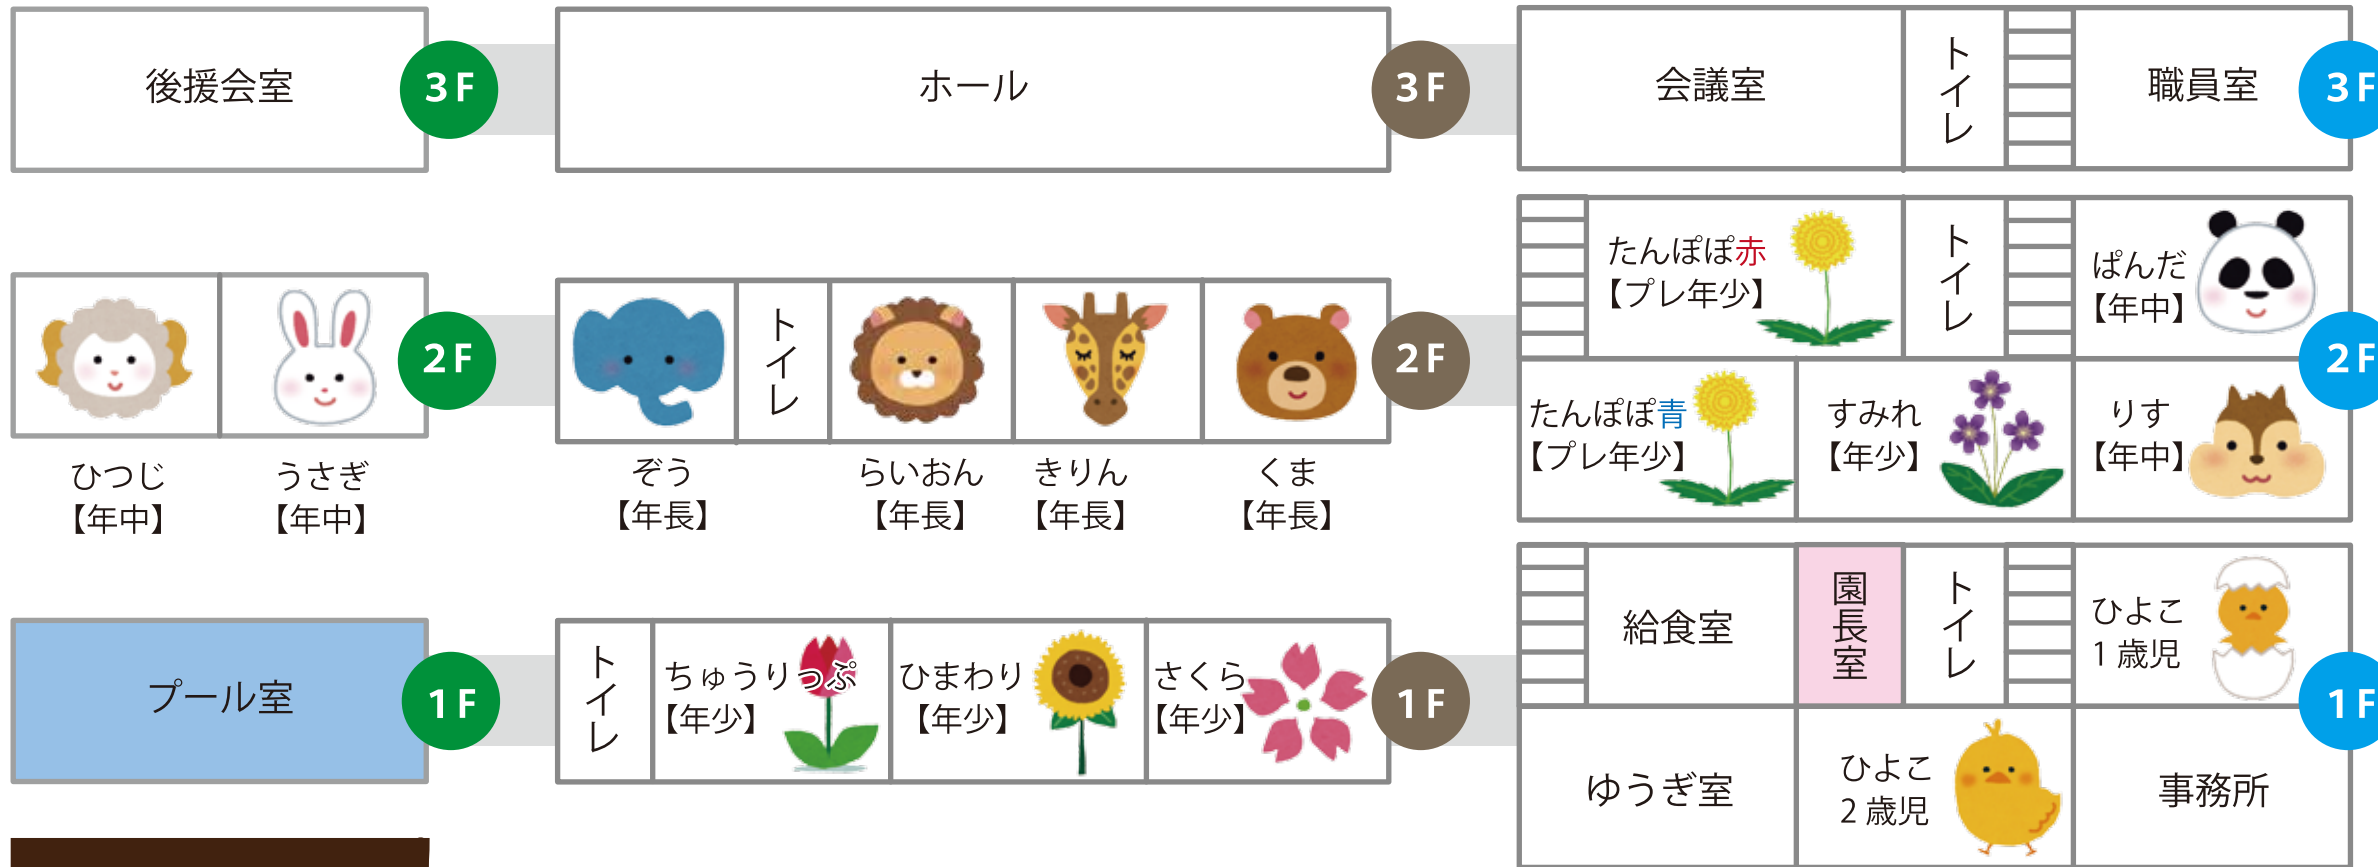 後援会室
3F
ホール
3F
会議室
トイレ
職員室
3F
ひつじ
【年中】
うさぎ
【年中】
2F
ぞう
【年長】
トイレ
らいおん
【年長】
きりん
【年長】
くま
【年長】
2F
たんぽぽ赤
【プレ年少】
トイレ
ぱんだ
【年中】
たんぽぽ青
【プレ年少】
すみれ
【年少】
りす
【年中】
2F
プール室
1F
トイレ
ちゅうりっぷ
【年少】
ひまわり
【年少】
さくら
【年少】
1F
給食室
園長室
トイレ
ひよこ
1歳児
ゆうぎ室
ひよこ
2歳児
事務所
1F